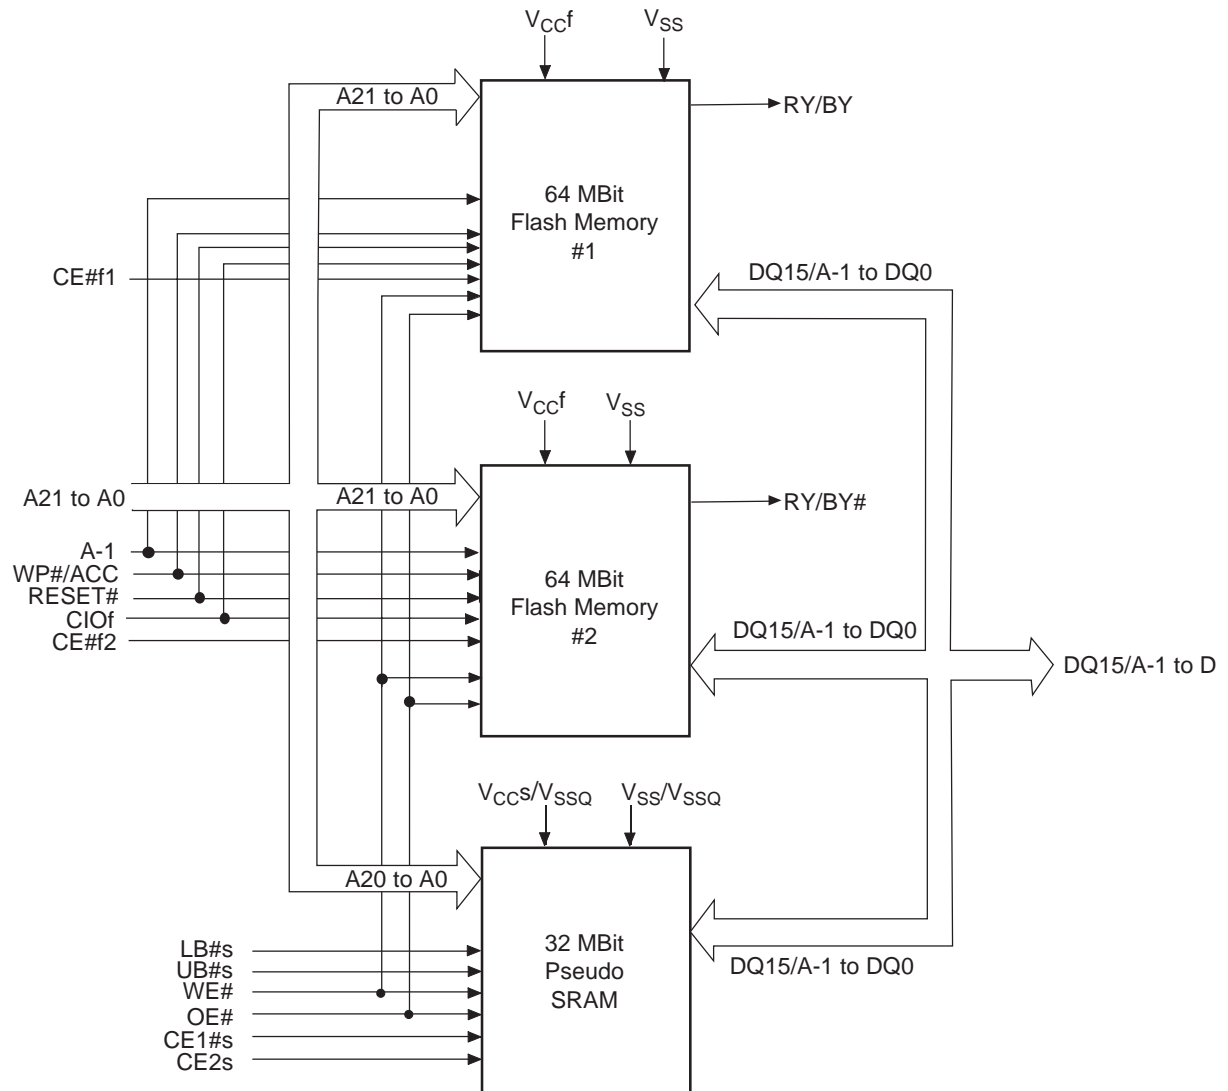 VCCf
VSS
A21 to A0
RY/BY
64 MBit
Flash Memory
#1
CE#f1
DQ15/A-1 to DQ0
VCCf
VSS
A21 to A0
A21 to A0
RY/BY#
A-1
WP#/ACC
RESET#
CIOf
CE#f2
64 MBit
Flash Memory
#2
DQ15/A-1 to DQ0
DQ15/A-1 to D
VCCs/VSSQ
VSS/VSSQ
A20 to A0
LB#s
UB#s
WE#
OE#
CE1#s
CE2s
32 MBit
Pseudo
SRAM
DQ15/A-1 to DQ0